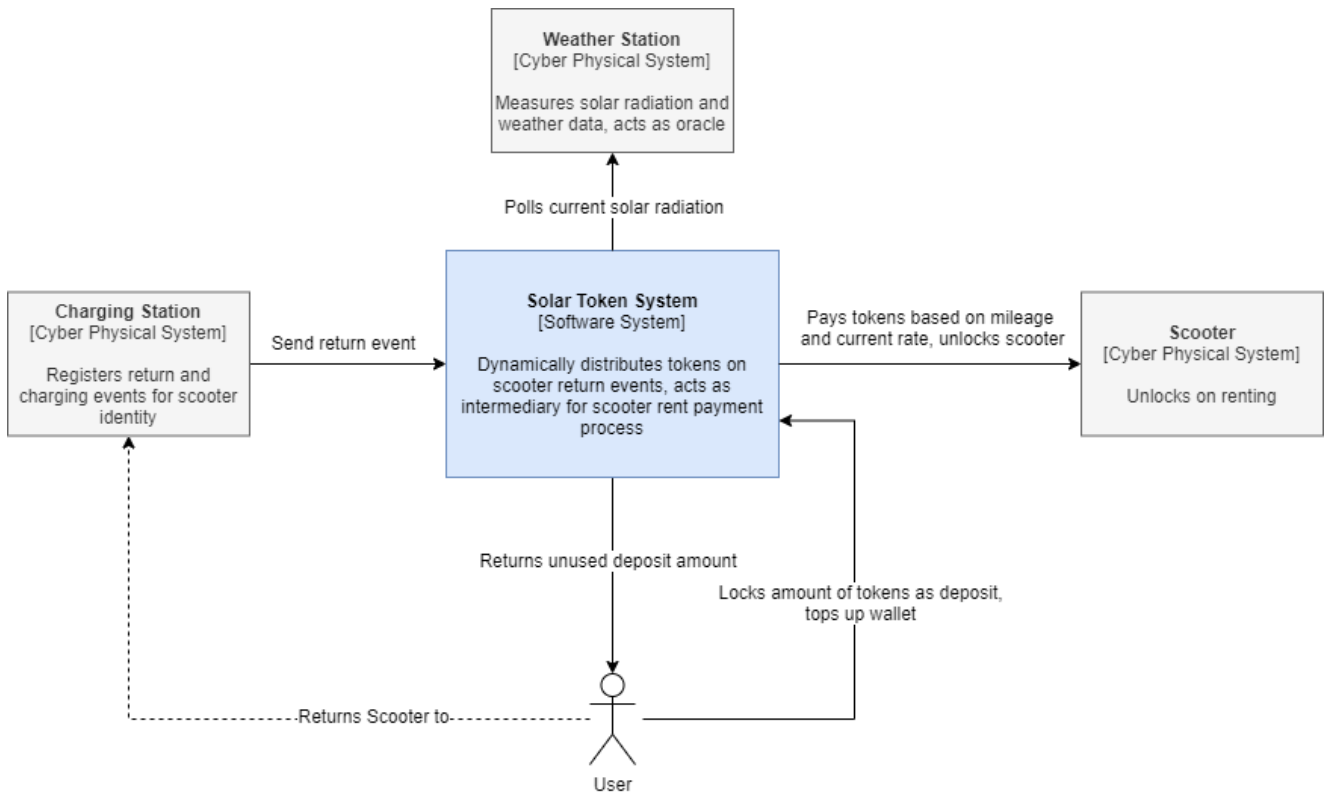 Weather Station
[Cyber Physical System]
Measures solar radiation and
weather data, acts as oracle
Polls current solar radiation
Charging Station
[Cyber Physical System]
Registers return and
charging events for scooter
identity
Send return event
Solar Token System
[Software System]
Dynamically distributes tokens on
scooter return events, acts as
intermediary for scooter rent payment
process
Pays tokens based on mileage
and current rate, unlocks scooter
Scooter
[Cyber Physical System]
Unlocks on renting
Returns unused deposit amount
Locks amount of tokens as deposit,
tops up wallet
Returns Scooter to
User